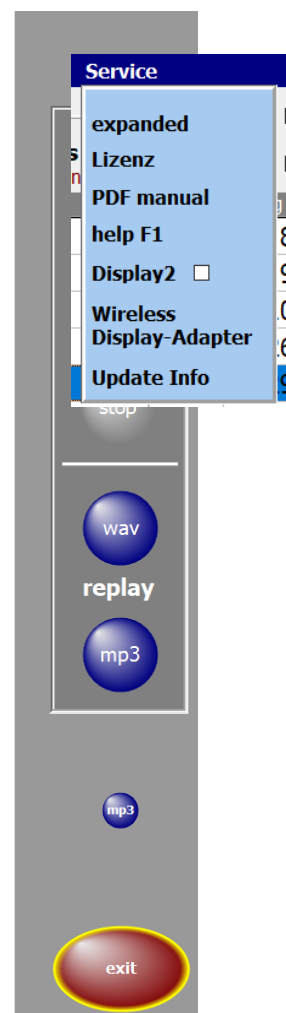 Service
expanded
Lizenz
PDF manual
help F1
Display2
Wireless
Display-Adapter
Update Info
stop
wav
replay
mp3
mp3
exit